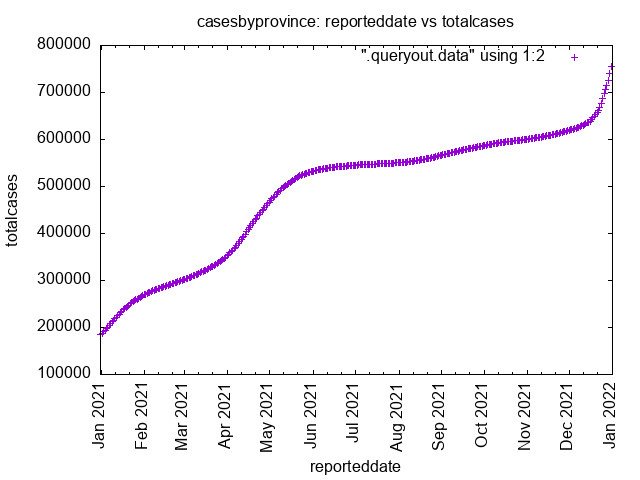 casesbyprovince: reporteddate vs totalcases
".queryout.data" using 1:2
800000
700000
600000
500000
400000
300000
200000
100000
totalcases
Jan 2021
Feb 2021
Mar 2021
Apr 2021
May 2021
Jun 2021
Jul 2021
Aug 2021
Sep 2021
Oct 2021
Nov 2021
Dec 2021
Jan 2022
reporteddate